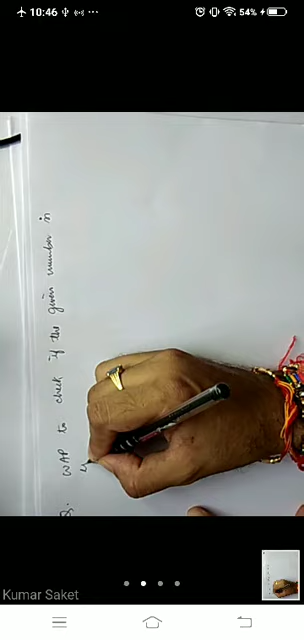 10:46
54%
Q. WAP to check if the given number is
Kumar Saket